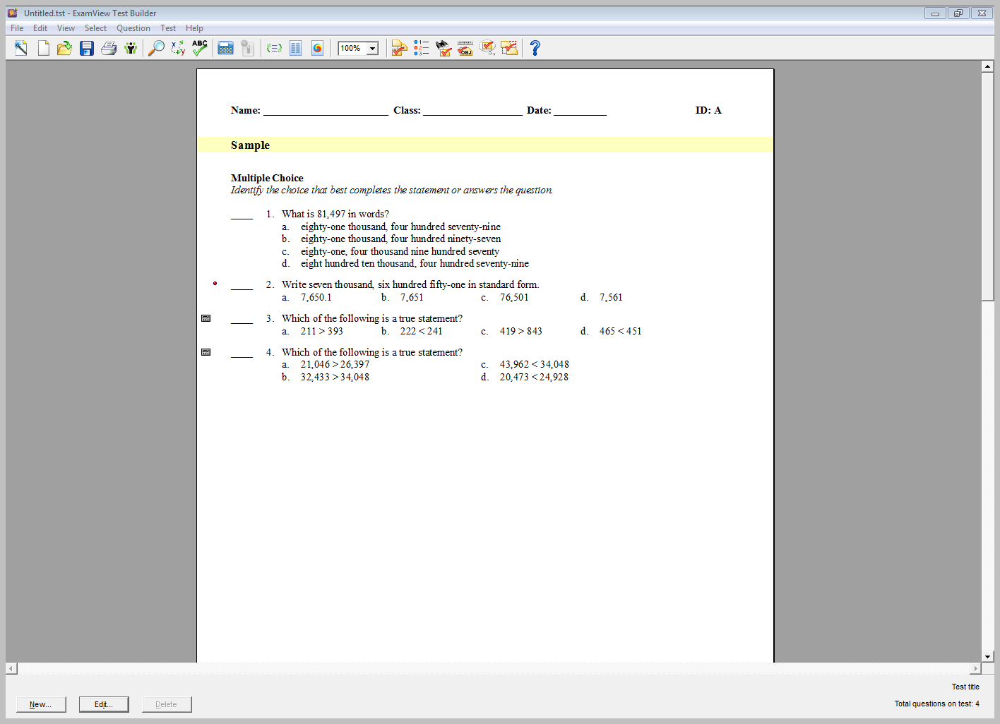 Untitled.tst - ExamView Test Builder
File Edit View Select Question Test Help
ABC 100% OBJ
Name: Class: Date: ID: A
Sample
Multiple Choice
Identify the choice that best completes the statement or answers the question.
____ 1. What is 81,497 in words?
a. eighty-one thousand, four hundred seventy-nine
b. eighty-one thousand, four hundred ninety-seven
c. eighty-one, four thousand nine hundred seventy
d. eight hundred ten thousand, four hundred seventy-nine
____ 2. Write seven thousand, six hundred fifty-one in standard form.
a. 7,650.1 b. 7,651 c. 76,501 d. 7,561
____ 3. Which of the following is a true statement?
a. 211 > 393 b. 222 < 241 c. 419 > 843 d. 465 < 451
____ 4. Which of the following is a true statement?
a. 21,046 > 26,397 c. 43,962 < 34,048
b. 32,433 > 34,048 d. 20,473 < 24,928
Test title
New... Edit... Delete Total questions on test: 4